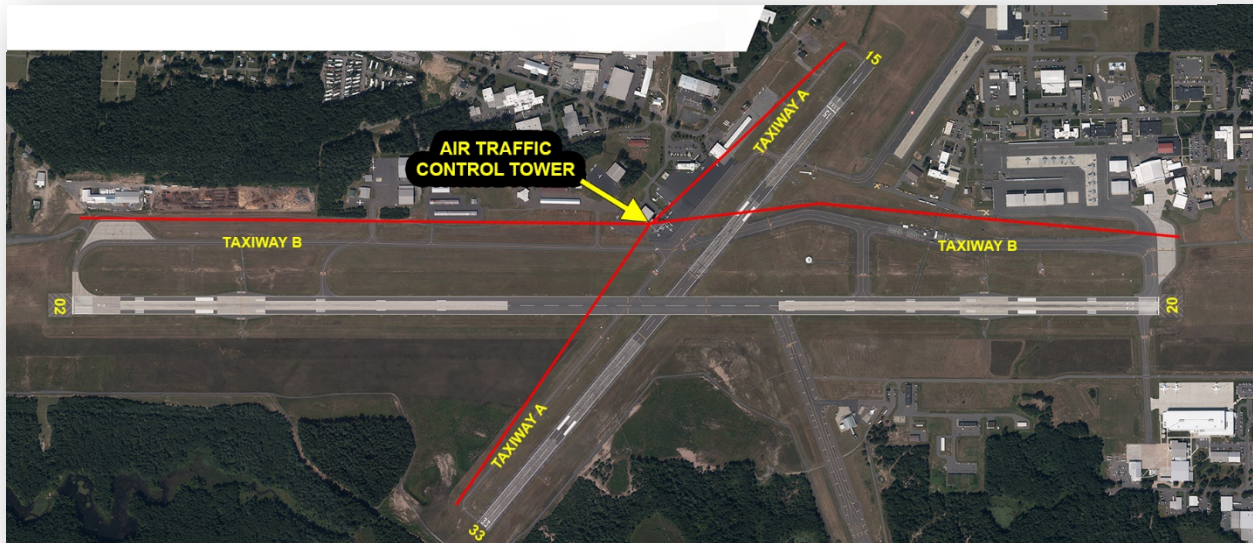 15
TAXIWAY A
AIR TRAFFIC
CONTROL TOWER
TAXIWAY B
TAXIWAY B
02
20
TAXIWAY A
33